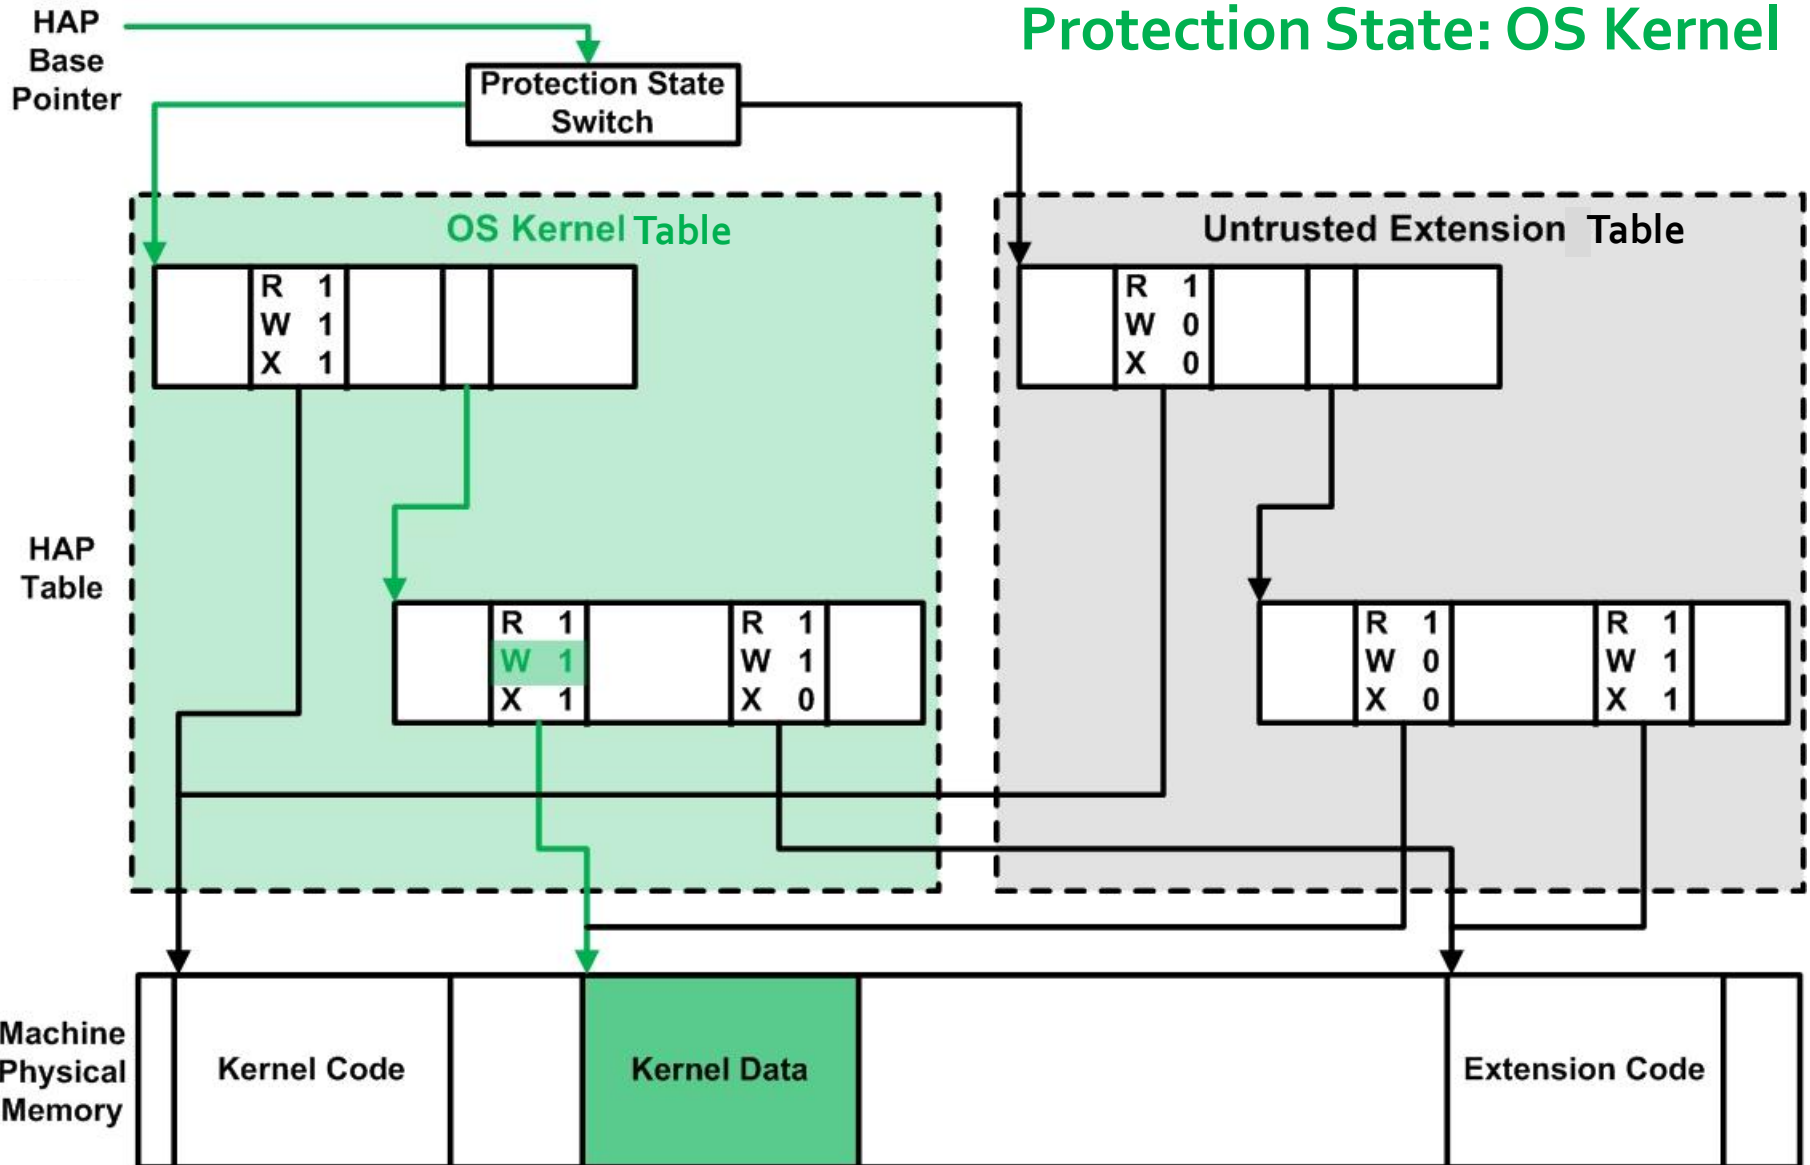 Protection State: OS Kernel
HAP
Base
Pointer
Protection State
Switch
OS Kernel Table
Untrusted Extension Table
R 1
W 1
X 1
R 1
W 0
X 0
HAP
Table
R 1
W 1
X 1
R 1
W 1
X 0
R 1
W 0
X 0
R 1
W 1
X 1
Machine
Physical
Memory
Kernel Code
Kernel Data
Extension Code